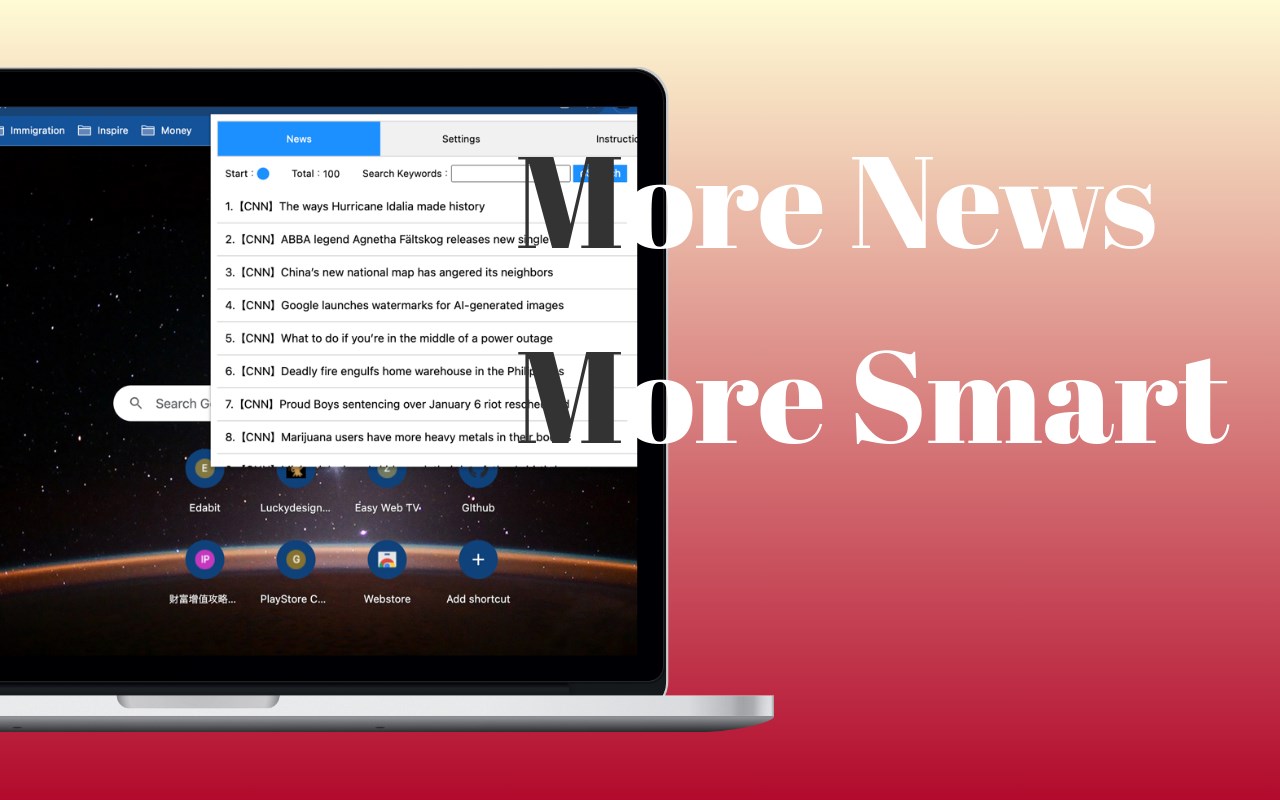 Immigration Inspire Money
News Settings
Start : Total : 100 Search Keywords :
1.【CNN】The ways Hurricane Idalia made history
2.【CNN】ABBA legend Agnetha Fältskog releases new single
3.【CNN】China's new national map has angered its neighbors
4.【CNN】Google launches watermarks for AI-generated images
5.【CNN】What to do if you're in the middle of a power outage
6.【CNN】Deadly fire engulfs home warehouse in the Philippines
7.【CNN】Proud Boys sentencing over January 6 riot rescheduled
8.【CNN】Marijuana users have more heavy metals in their bodies
More News
More Smart
Search
E Z
Edabit Luckydesign... Easy Web TV GIthub
IP G +
财富增值攻略... PlayStore C... Webstore Add shortcut